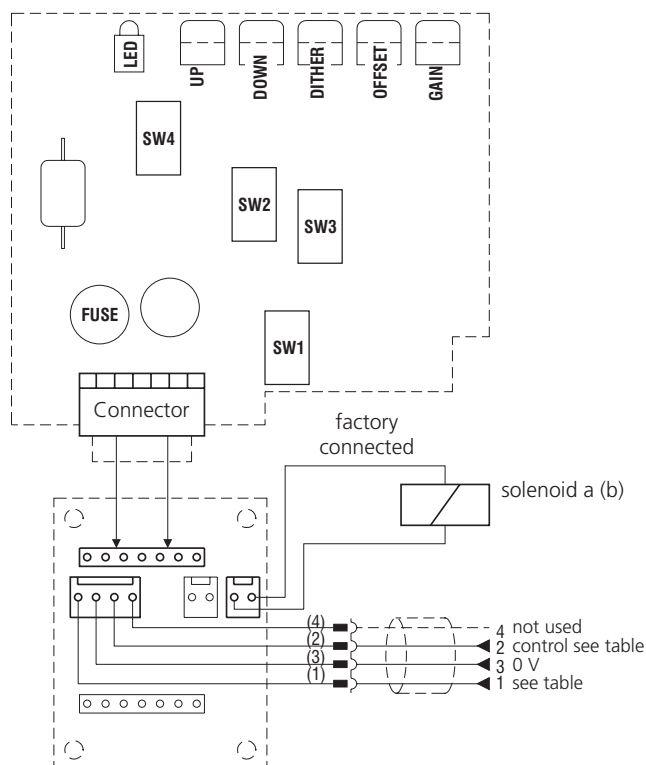 LED
UP
DOWN
DITHER
OFFSET
GAIN
SW4
SW2
SW3
FUSE
SW1
Connector
factory
connected
solenoid a (b)
(4)
4 not used
(2)
2 control see table
(3)
3 0 V
(1)
1 see table